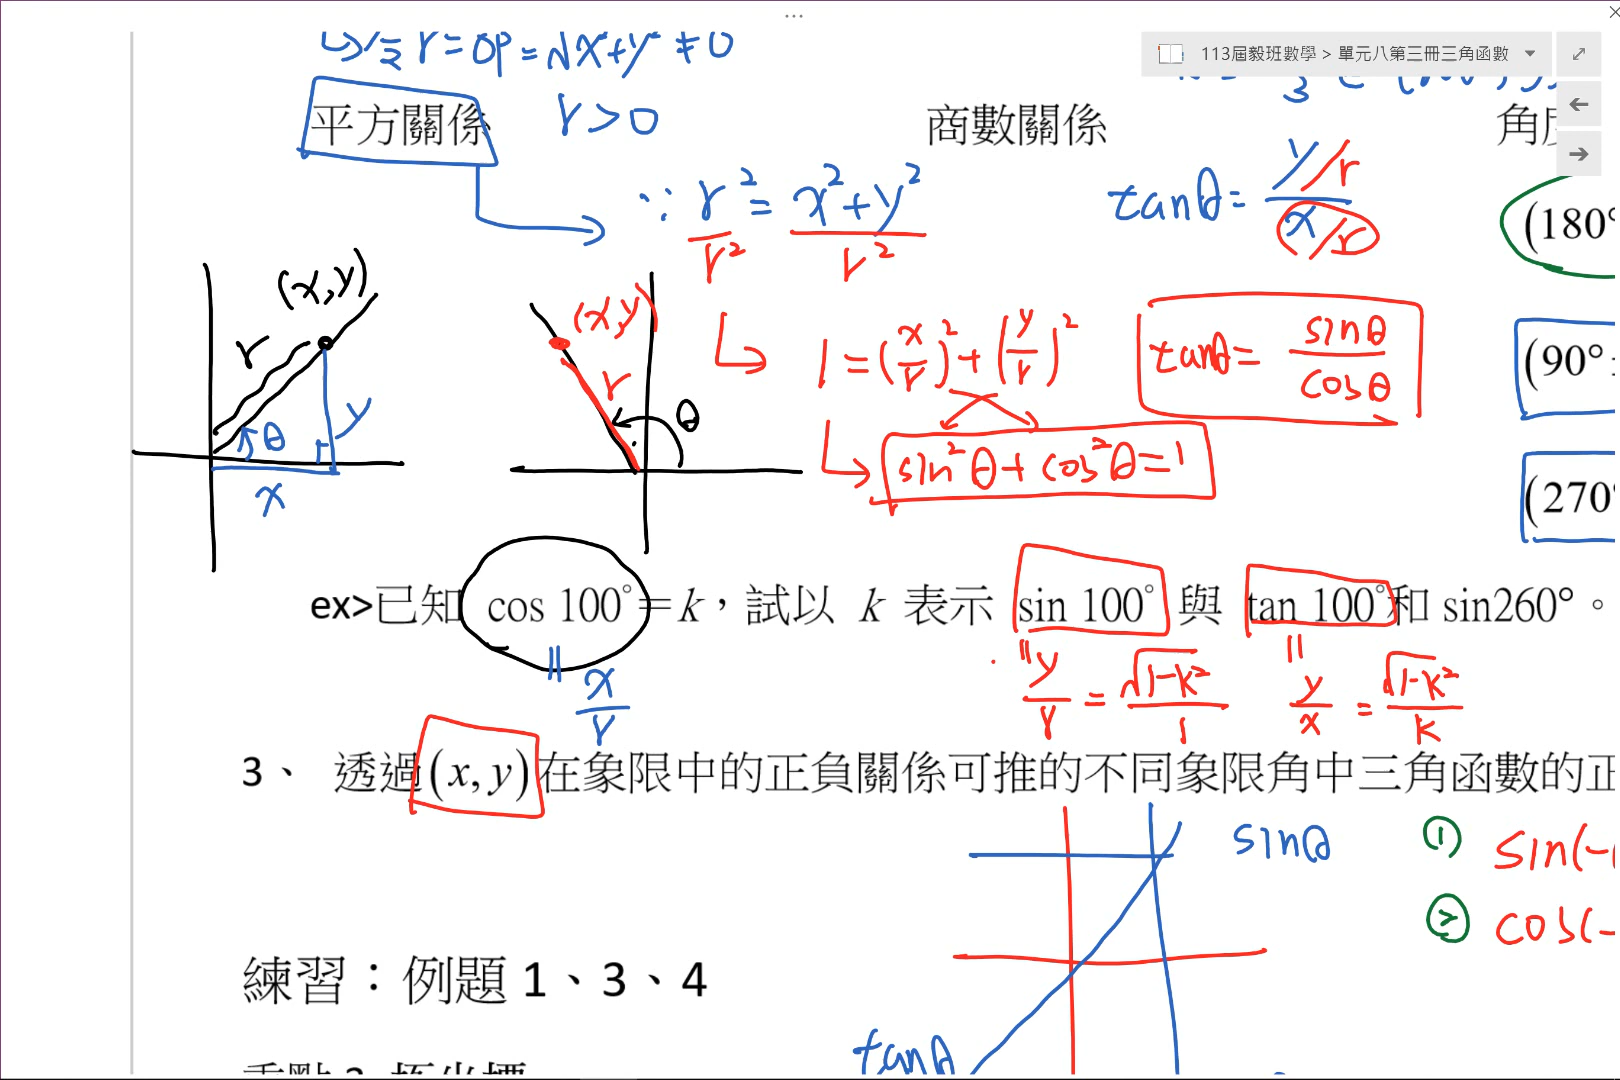 113屆毅班數學 > 單元八第三冊三角函數
r=OP=√x²+y² ≠0
平方關係 r>0 商數關係
∵ r²/r² = x²+y²/r² tanθ= y/r / x/r (180°
(x,y) (x,y) 1=(x/r)²+(y/r)² tanθ= sinθ/cosθ (90°
r r θ
θ y sin²θ+cos²θ=1 (270°
x
ex>已知 cos 100°=k,試以 k 表示 sin 100° 與 tan 100°和 sin260°。
= x/r = y/r = √1-k²/1 = y/x = √1-k²/k
3、 透過(x, y)在象限中的正負關係可推的不同象限角中三角函數的正
sinθ ① sin(-
② cos(-
練習:例題 1、3、4
tanθ